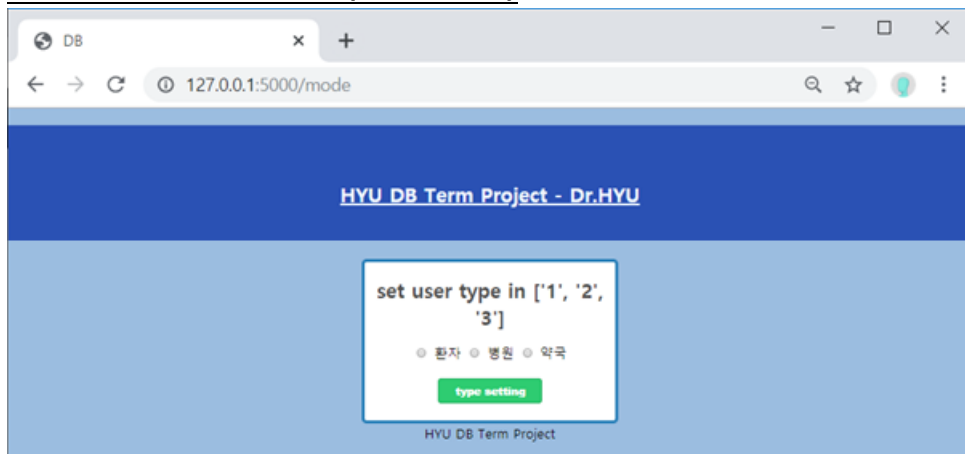 DB
127.0.0.1:5000/mode
HYU DB Term Project - Dr.HYU
set user type in ['1', '2',
'3']
환자 병원 약국
type setting
HYU DB Term Project